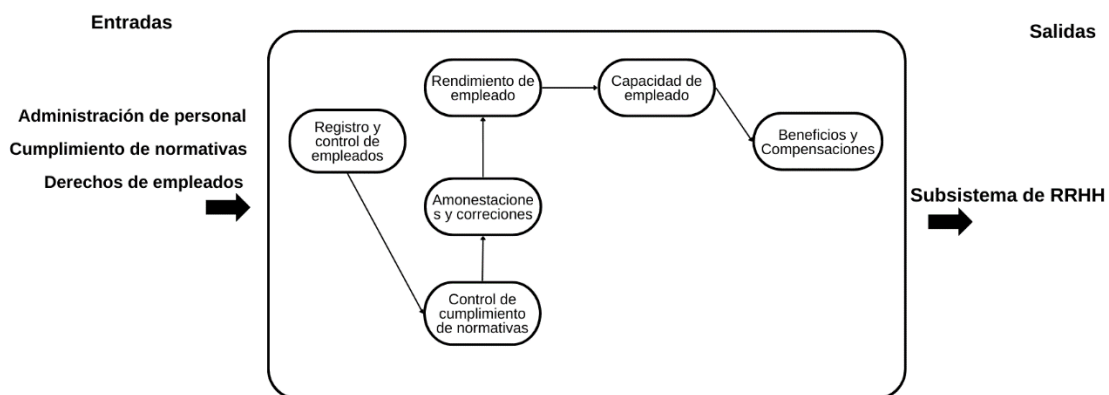 Entradas
Salidas
Administración de personal
Cumplimiento de normativas
Derechos de empleados
Registro y
control de
empleados
Rendimiento de
empleado
Capacidad de
empleado
Beneficios y
Compensaciones
Amonestacione
s y correciones
Control de
cumplimiento
de normativas
Subsistema de RRHH